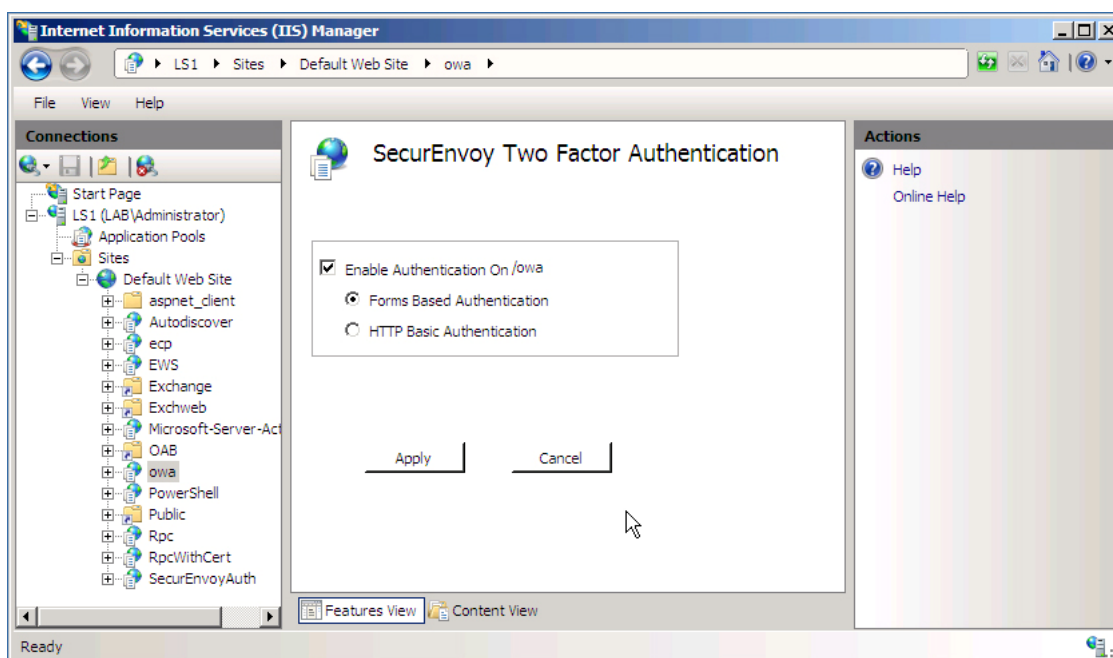 Internet Information Services (IIS) Manager
LS1 Sites Default Web Site owa
File View Help
Connections
Start Page
LS1 (LAB\Administrator)
Application Pools
Sites
Default Web Site
aspnet_client
Autodiscover
ecp
EWS
Exchange
Exchweb
Microsoft-Server-Act
OAB
owa
PowerShell
Public
Rpc
RpcWithCert
SecurEnvoyAuth
SecurEnvoy Two Factor Authentication
Enable Authentication On /owa
Forms Based Authentication
HTTP Basic Authentication
Apply Cancel
Features View Content View
Actions
Help
Online Help
Ready